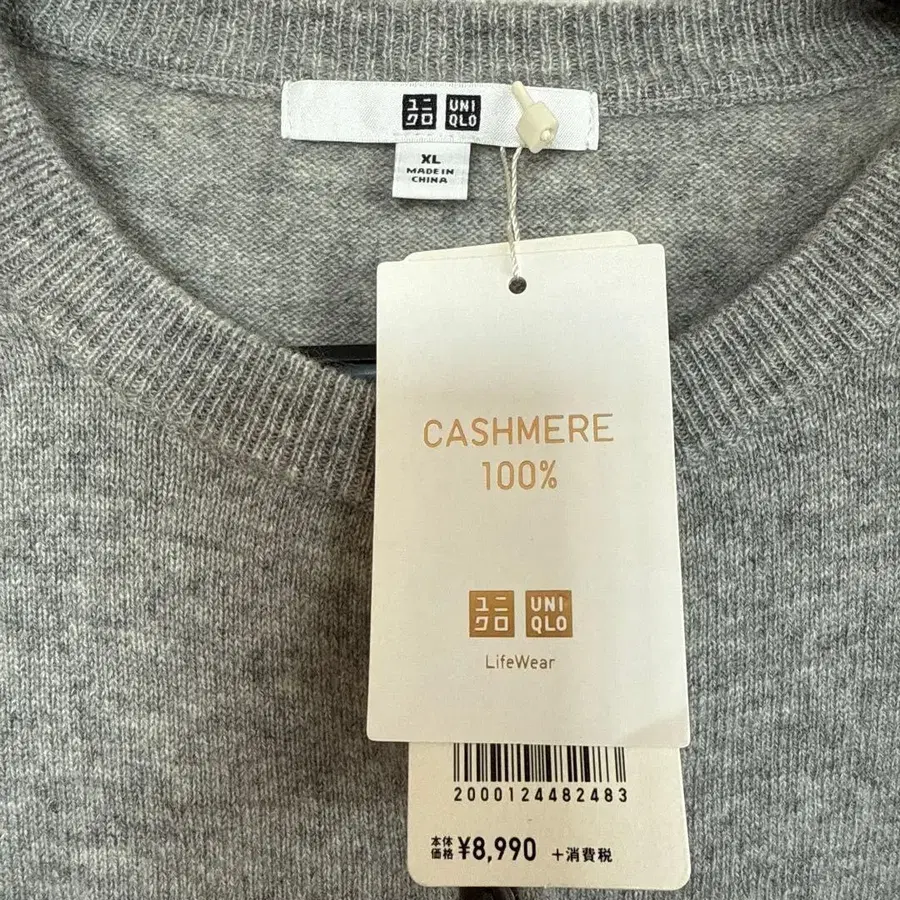 ユニ UNI
クロ QLO
XL
MADE IN
CHINA
CASHMERE
100%
ユニ UNI
クロ QLO
LifeWear
2000124482483
本体
価格 ¥8,990 +消費税